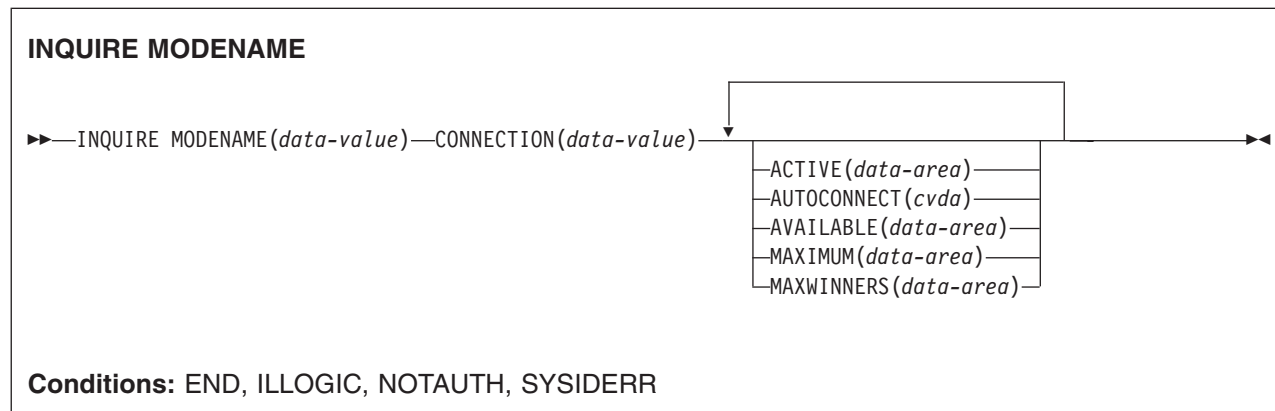 INQUIRE MODENAME
INQUIRE MODENAME(data-value) CONNECTION(data-value)
ACTIVE(data-area)
AUTOCONNECT(cvda)
AVAILABLE(data-area)
MAXIMUM(data-area)
MAXWINNERS(data-area)
Conditions: END, ILLOGIC, NOTAUTH, SYSIDERR